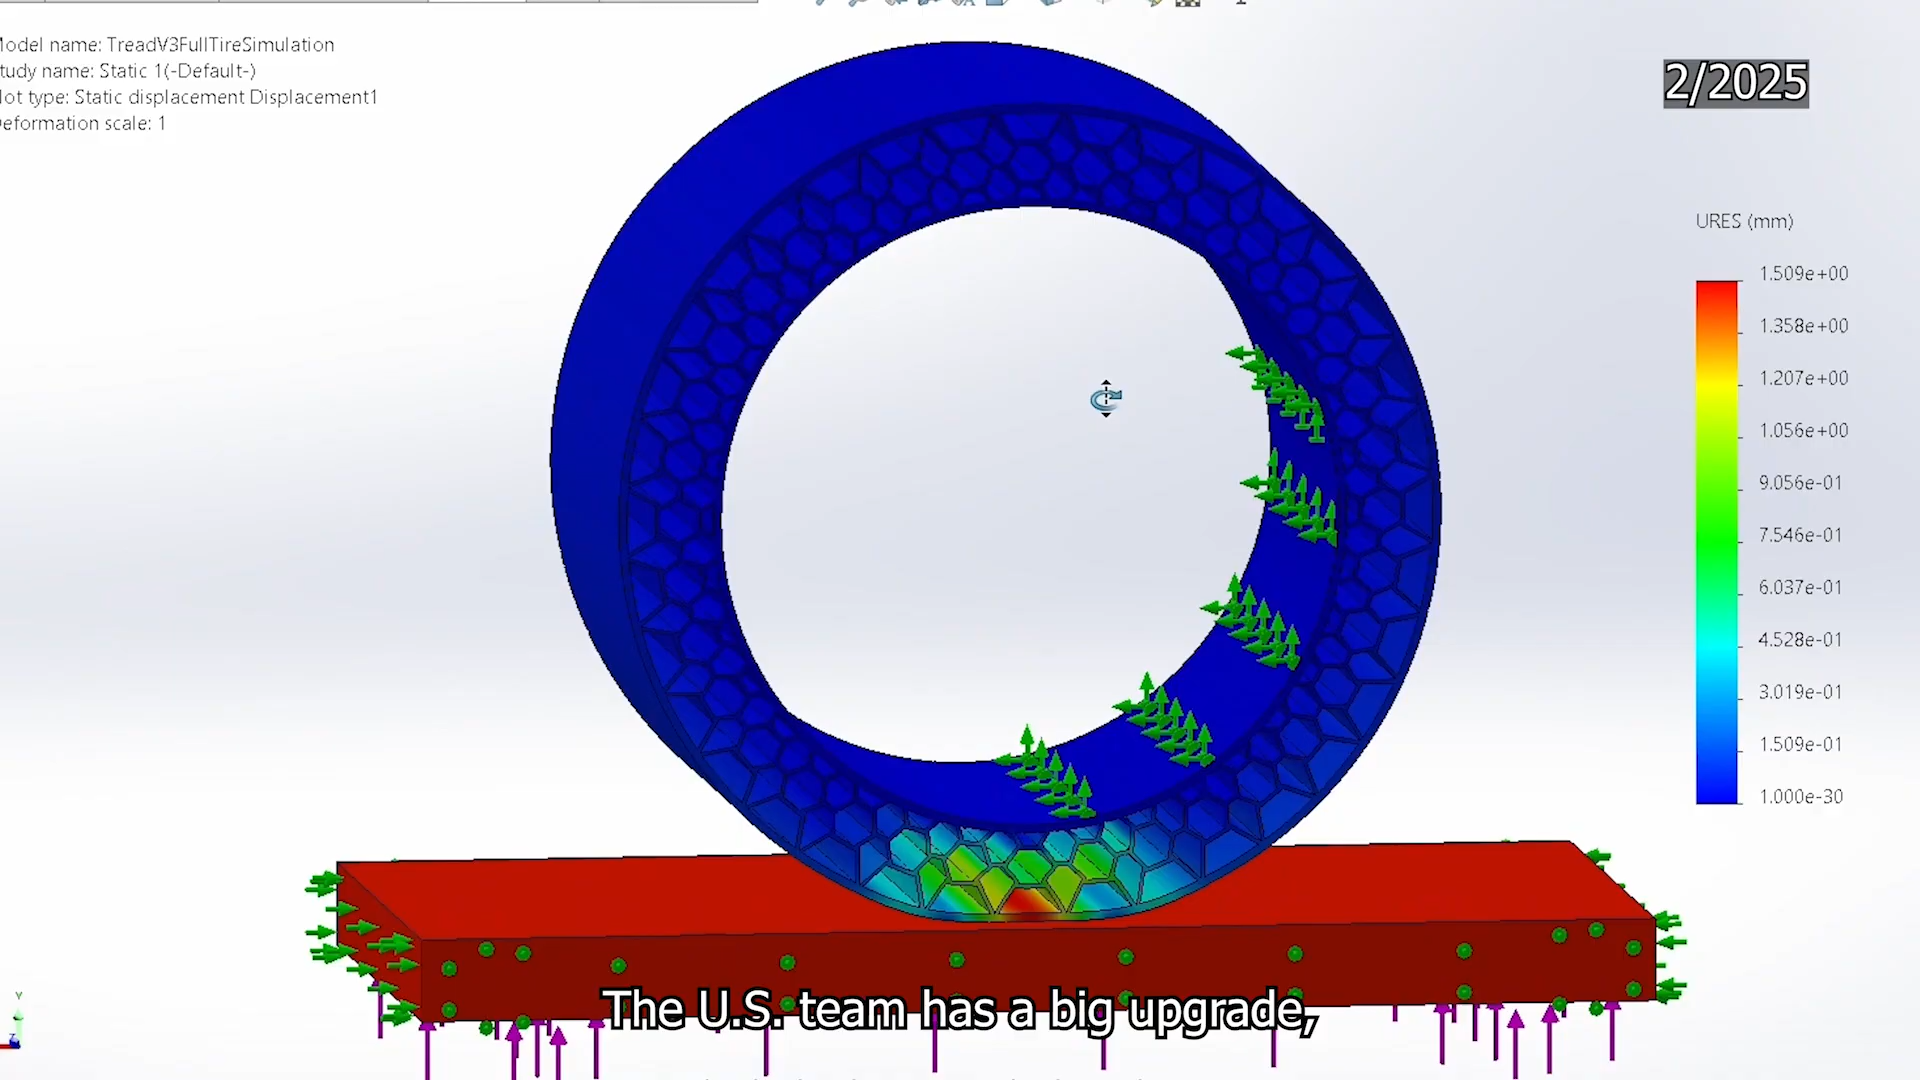 Model name: TreadV3FullTireSimulation
tudy name: Static 1(-Default-)
lot type: Static displacement Displacement1
eformation scale: 1
2/2025
URES (mm)
1.509e+00
1.358e+00
1.207e+00
1.056e+00
9.056e-01
7.546e-01
6.037e-01
4.528e-01
3.019e-01
1.509e-01
1.000e-30
Y
The U.S. team has a big upgrade,